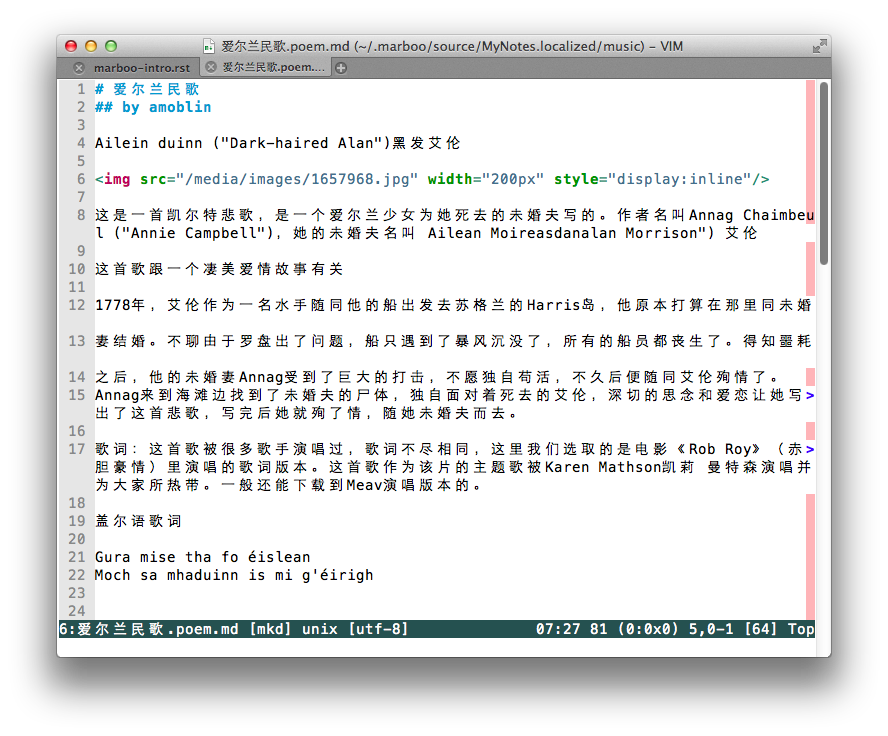 爱尔兰民歌.poem.md (~/.marboo/source/MyNotes.localized/music) – VIM
marboo-intro.rst 爱尔兰民歌.poem....
1 # 爱尔兰民歌
2 ## by amoblin
3
4 Ailein duinn ("Dark-haired Alan")黑发艾伦
5
6 <img src="/media/images/1657968.jpg" width="200px" style="display:inline"/>
7
8 这是一首凯尔特悲歌，是一个爱尔兰少女为她死去的未婚夫写的。作者名叫Annag Chaimbeu
l ("Annie Campbell")，她的未婚夫名叫 Ailean Moireasdanalan Morrison") 艾伦
9
10 这首歌跟一个凄美爱情故事有关
11
12 1778年，艾伦作为一名水手随同他的船出发去苏格兰的Harris岛，他原本打算在那里同未婚
13 妻结婚。不聊由于罗盘出了问题，船只遇到了暴风沉没了，所有的船员都丧生了。得知噩耗
14 之后，他的未婚妻Annag受到了巨大的打击，不愿独自苟活，不久后便随同艾伦殉情了。
15 Annag来到海滩边找到了未婚夫的尸体，独自面对着死去的艾伦，深切的思念和爱恋让她写>
出了这首悲歌，写完后她就殉了情，随她未婚夫而去。
16
17 歌词：这首歌被很多歌手演唱过，歌词不尽相同，这里我们选取的是电影《Rob Roy》（赤>
胆豪情）里演唱的歌词版本。这首歌作为该片的主题歌被Karen Mathson凯莉 曼特森演唱并
为大家所热带。一般还能下载到Meav演唱版本的。
18
19 盖尔语歌词
20
21 Gura mise tha fo éislean
22 Moch sa mhaduinn is mi g'éirigh
23
24
6:爱尔兰民歌.poem.md [mkd] unix [utf-8] 07:27 81 (0:0x0) 5,0-1 [64] Top